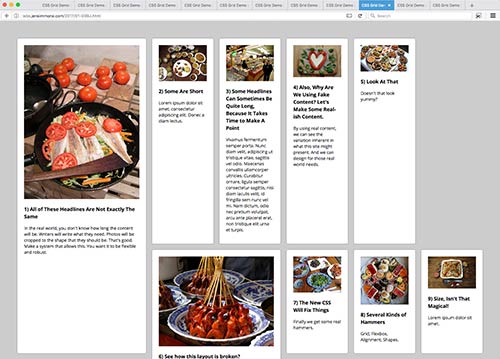 CSS Grid Demo
CSS Grid Demo
CSS Grid Demo
CSS Grid Demo
CSS Grid Demo
CSS Grid Demo
CSS Grid Demo
CSS Grid Demo
CSS Grid Dem
CSS Grid Demo
CSS Grid Demo
labs.jensimmons.com/2017/01-009J.html
Search
1) All of These Headlines Are Not Exactly The
Same
In the real world, you don't know how long the content
will be. Writers will write what they need. Photos will be
cropped to the shape that they should be. That's good.
Make a system that allows this. You want it to be flexible
and robust.
2) Some Are Short
Lorem ipsum dolor sit
amet, consectetur
adipiscing elit. Donec a
diam lectus.
3) Some Headlines
Can Sometimes Be
Quite Long,
Because It Takes
Time to Make A
Point
Vivamus fermentum
semper porta. Nunc
diam velit, adipiscing ut
tristique vitae, sagittis
vel odio. Maecenas
convallis ullamcorper
ultricies. Curabitur
ornare, ligula semper
consectetur sagittis, nisi
diam iaculis velit, id
fringilla sem nunc vel
mi. Nam dictum, odio
nec pretium volutpat,
arcu ante placerat erat,
non tristique elit urna
et turpis.
4) Also, Why Are
We Using Fake
Content? Let's
Make Some Real-
ish Content.
By using real content,
we can see the
variation inherent in
what this site might
present. And we can
design for those real
world needs.
5) Look At That
Doesn't that look
yummy?
6) See how this layout is broken?
7) The New CSS
Will Fix Things
Finally we get some real
hammers.
8) Several Kinds of
Hammers
Grid, Flexbox,
Alignment, Shapes.
9) Size, Isn't That
Magical!
Lorem ipsum dolor sit
amet.